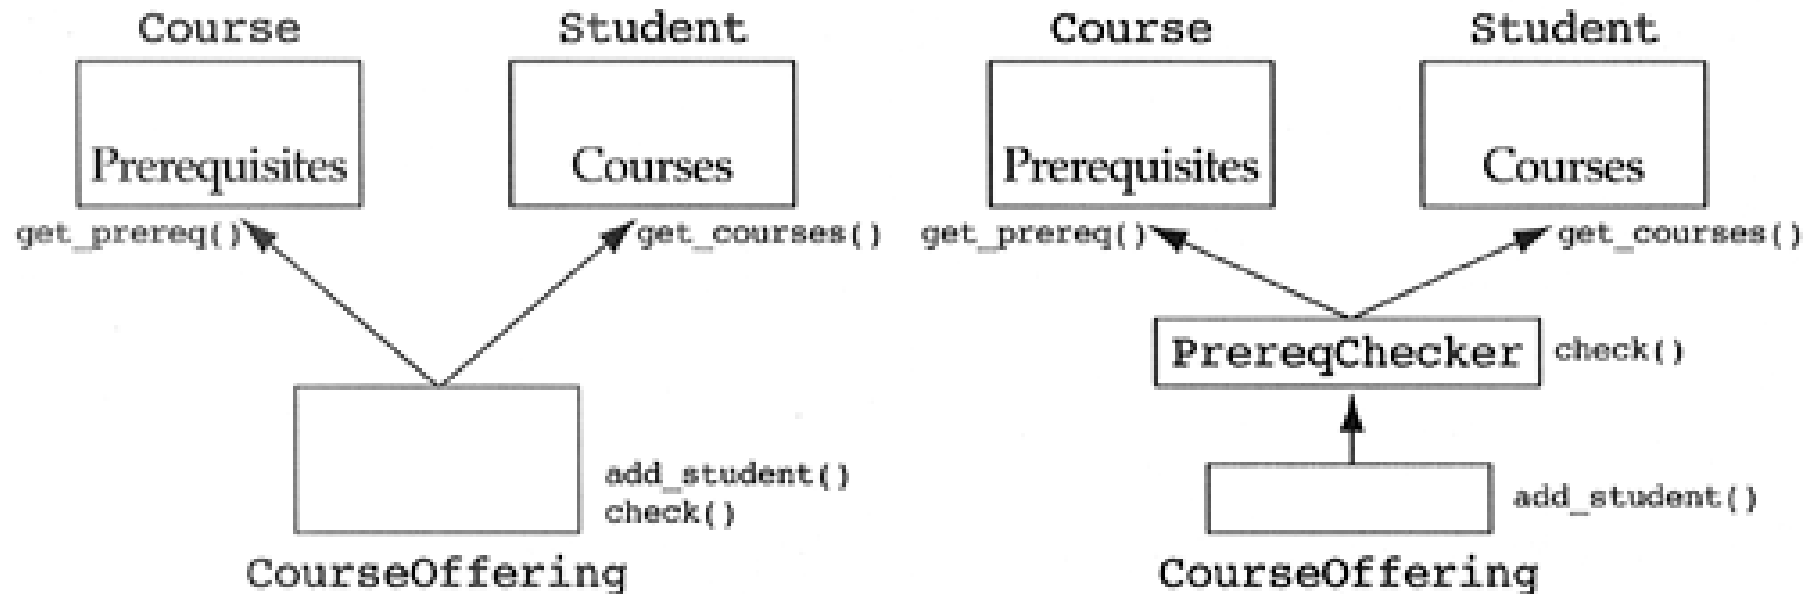 Course
Student
Prerequisites
Courses
get_prereq()
get_courses()
add_student()
check()
CourseOffering
Course
Student
Prerequisites
Courses
get_prereq()
get_courses()
PrereqChecker
check()
add_student()
CourseOffering